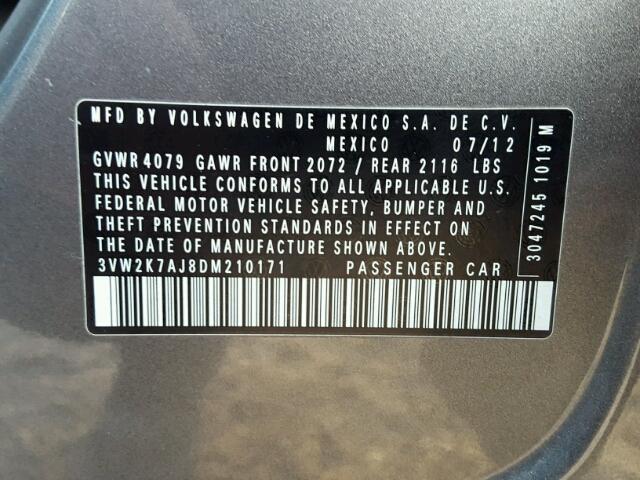 MFD BY VOLKSWAGEN DE MEXICO S.A. DE C.V.
MEXICO 07/12
GVWR 4079 GAWR FRONT 2072 / REAR 2116 LBS
THIS VEHICLE CONFORMS TO ALL APPLICABLE U.S.
FEDERAL MOTOR VEHICLE SAFETY, BUMPER AND
THEFT PREVENTION STANDARDS IN EFFECT ON
THE DATE OF MANUFACTURE SHOWN ABOVE.
3VW2K7AJ8DM210171 PASSENGER CAR
3047245 1019 M